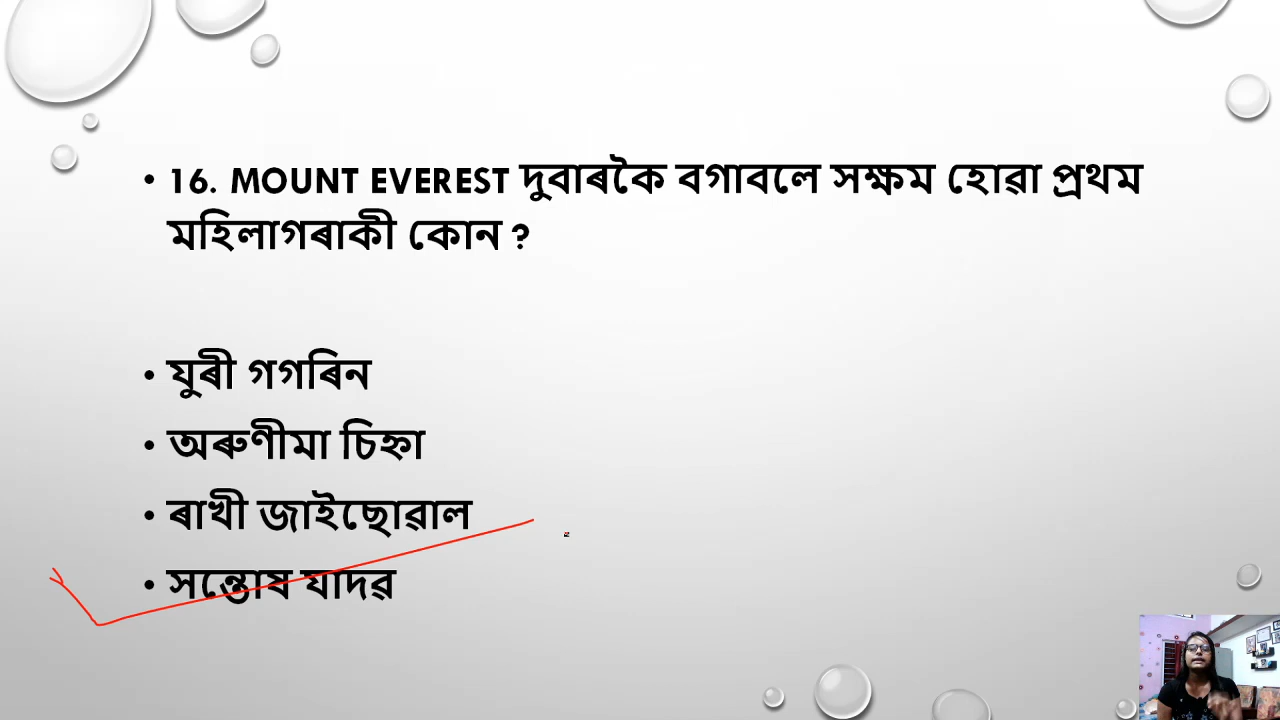 • 16. MOUNT EVEREST দুবাৰকৈ বগাবলে সক্ষম হোৱা প্ৰথম
মহিলাগৰাকী কোন ?
• যুৰী গগৰিন
• অৰুণীমা চিহ্না
• ৰাখী জাইছোৱাল
• সন্তোষ যাদৱ